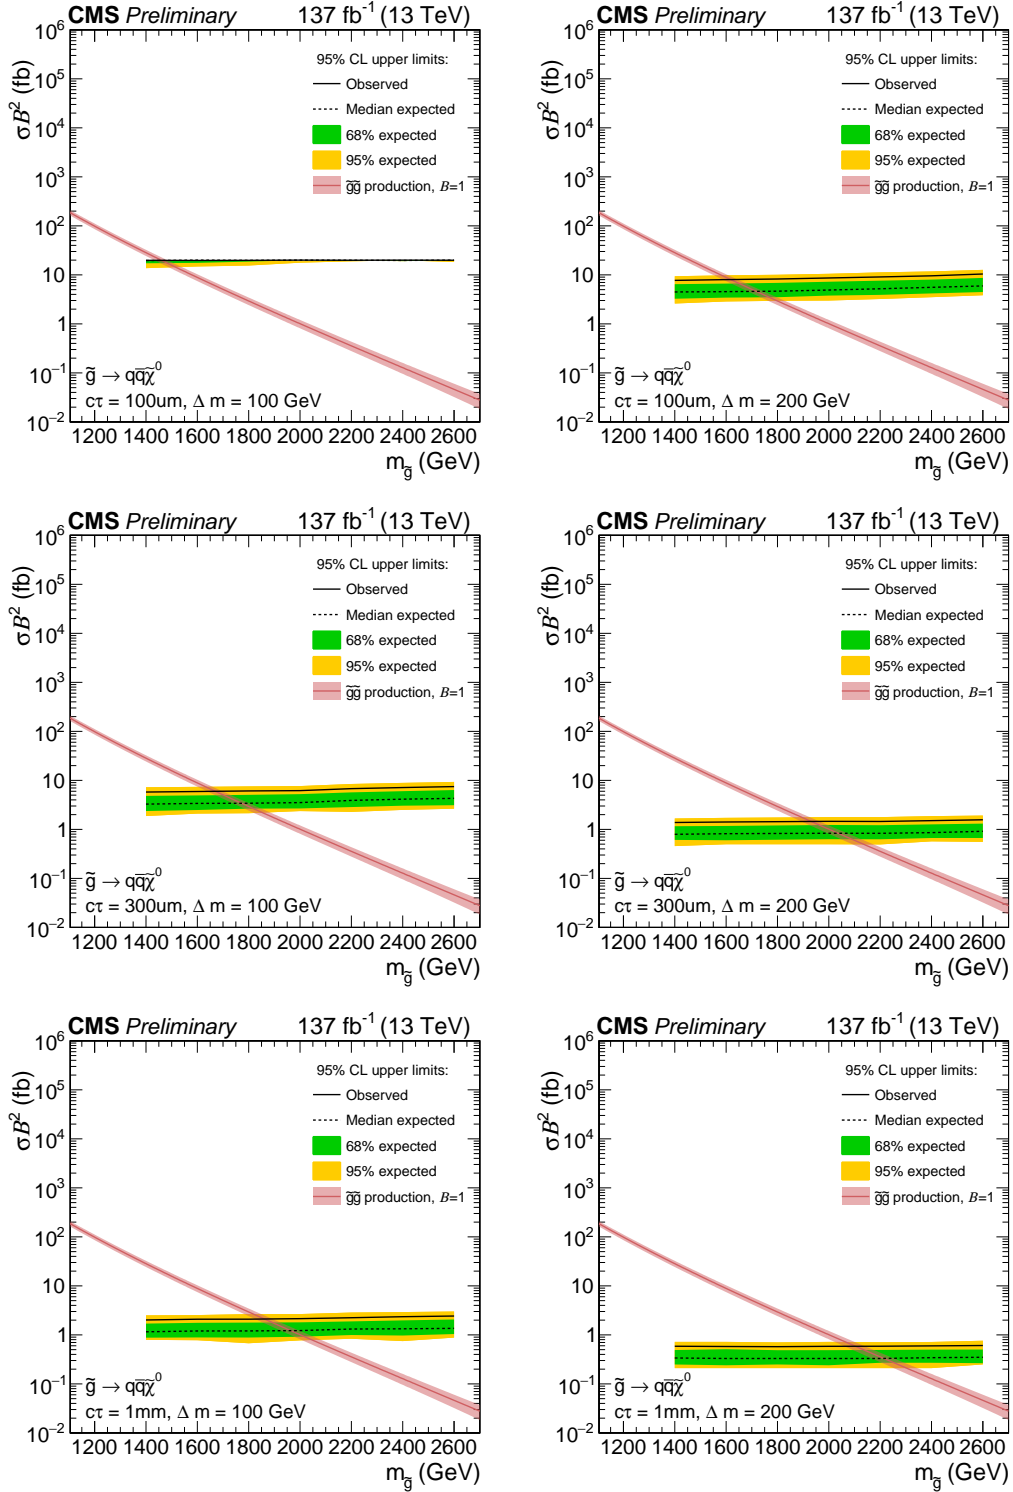 CMS Preliminary 137 fb⁻¹ (13 TeV)
σB² (fb)
10⁶
10⁵
10⁴
10³
10²
10
1
10⁻¹
10⁻²
95% CL upper limits:
Observed
Median expected
68% expected
95% expected
g̃g̃ production, B=1
g̃ → qq̅χ̃⁰
cτ = 100um, Δ m = 100 GeV
1200 1400 1600 1800 2000 2200 2400 2600
m_g̃ (GeV)
CMS Preliminary 137 fb⁻¹ (13 TeV)
σB² (fb)
10⁶
10⁵
10⁴
10³
10²
10
1
10⁻¹
10⁻²
95% CL upper limits:
Observed
Median expected
68% expected
95% expected
g̃g̃ production, B=1
g̃ → qq̅χ̃⁰
cτ = 100um, Δ m = 200 GeV
1200 1400 1600 1800 2000 2200 2400 2600
m_g̃ (GeV)
CMS Preliminary 137 fb⁻¹ (13 TeV)
σB² (fb)
10⁶
10⁵
10⁴
10³
10²
10
1
10⁻¹
10⁻²
95% CL upper limits:
Observed
Median expected
68% expected
95% expected
g̃g̃ production, B=1
g̃ → qq̅χ̃⁰
cτ = 300um, Δ m = 100 GeV
1200 1400 1600 1800 2000 2200 2400 2600
m_g̃ (GeV)
CMS Preliminary 137 fb⁻¹ (13 TeV)
σB² (fb)
10⁶
10⁵
10⁴
10³
10²
10
1
10⁻¹
10⁻²
95% CL upper limits:
Observed
Median expected
68% expected
95% expected
g̃g̃ production, B=1
g̃ → qq̅χ̃⁰
cτ = 300um, Δ m = 200 GeV
1200 1400 1600 1800 2000 2200 2400 2600
m_g̃ (GeV)
CMS Preliminary 137 fb⁻¹ (13 TeV)
σB² (fb)
10⁶
10⁵
10⁴
10³
10²
10
1
10⁻¹
10⁻²
95% CL upper limits:
Observed
Median expected
68% expected
95% expected
g̃g̃ production, B=1
g̃ → qq̅χ̃⁰
cτ = 1mm, Δ m = 100 GeV
1200 1400 1600 1800 2000 2200 2400 2600
m_g̃ (GeV)
CMS Preliminary 137 fb⁻¹ (13 TeV)
σB² (fb)
10⁶
10⁵
10⁴
10³
10²
10
1
10⁻¹
10⁻²
95% CL upper limits:
Observed
Median expected
68% expected
95% expected
g̃g̃ production, B=1
g̃ → qq̅χ̃⁰
cτ = 1mm, Δ m = 200 GeV
1200 1400 1600 1800 2000 2200 2400 2600
m_g̃ (GeV)